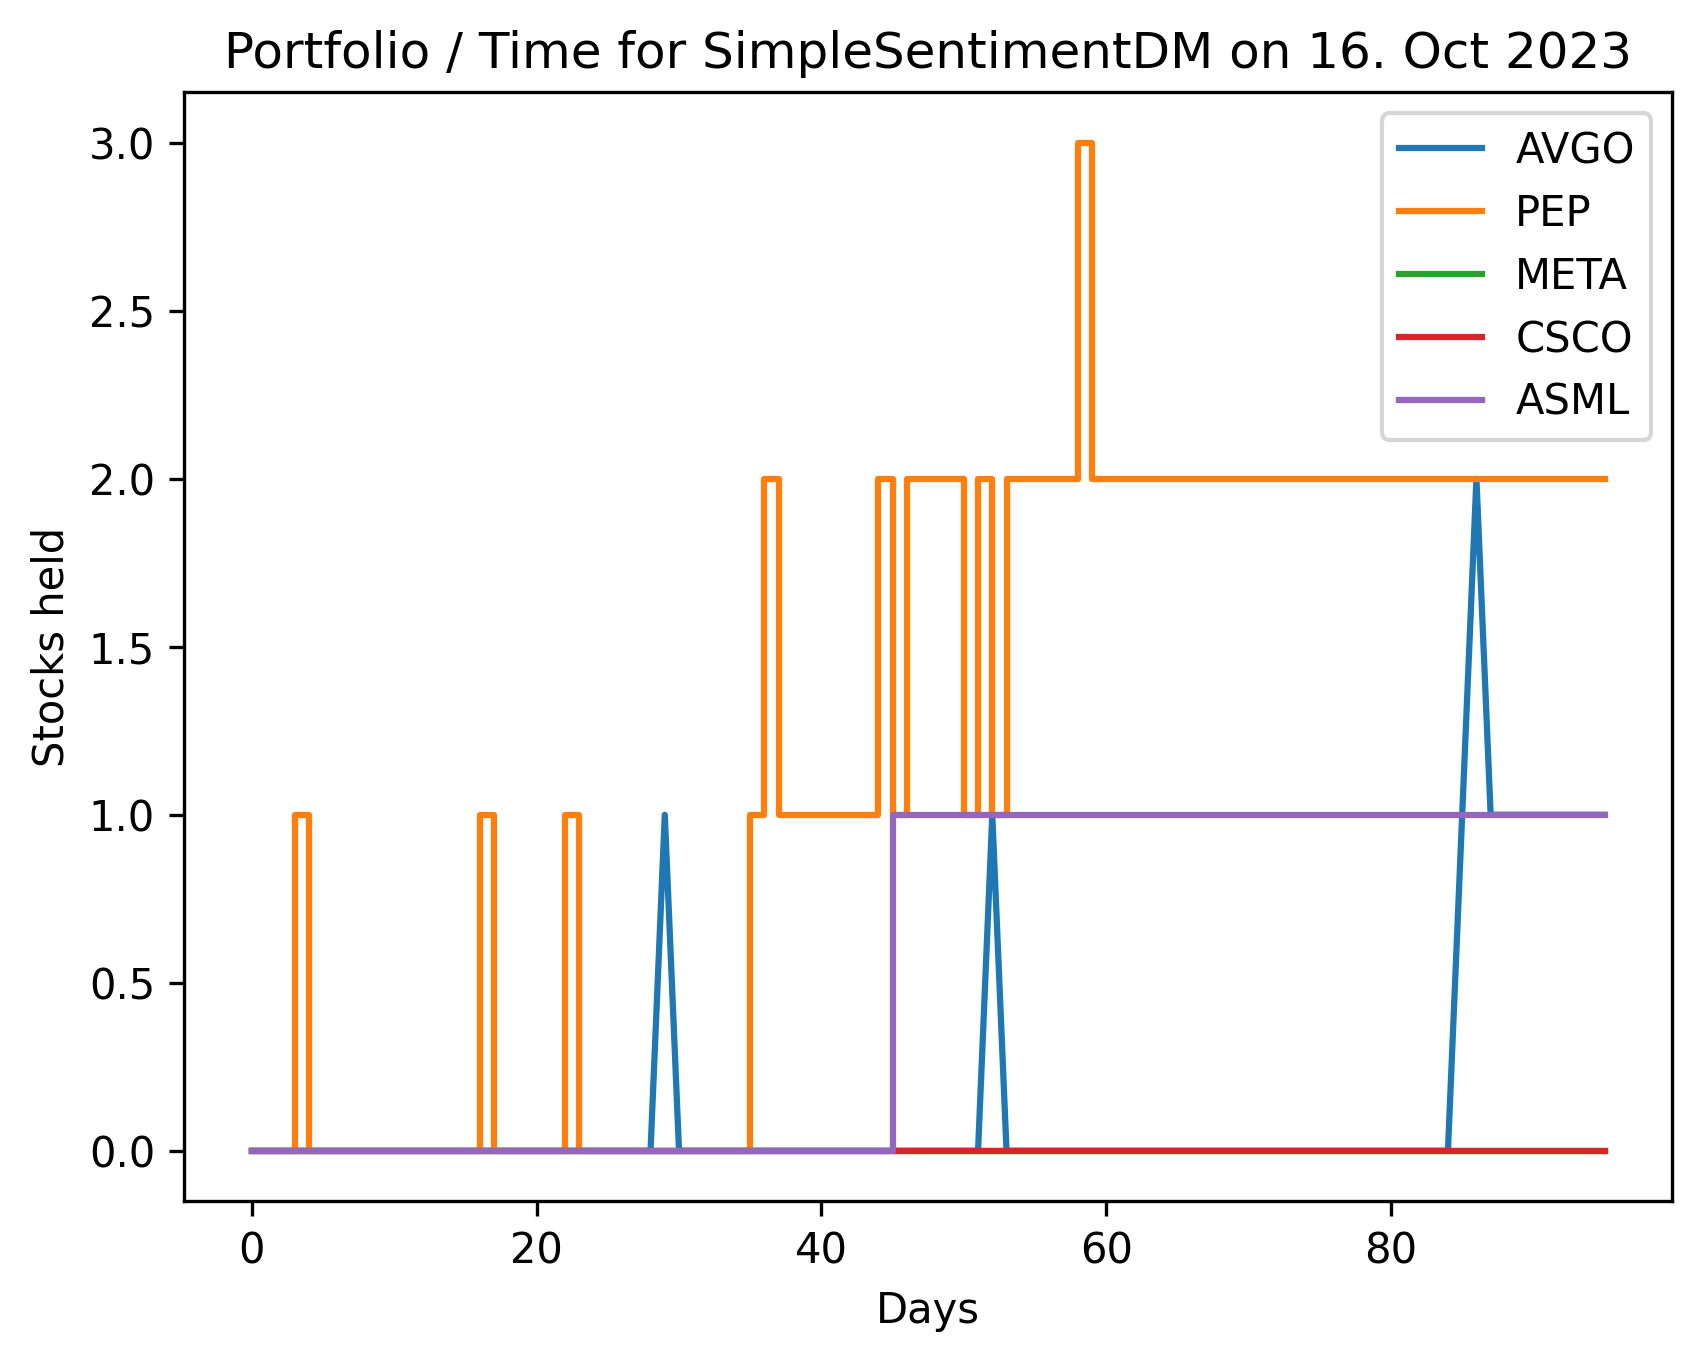 Portfolio / Time for SimpleSentimentDM on 16. Oct 2023
3.0
2.5
2.0
1.5
1.0
0.5
0.0
Stocks held
AVGO
PEP
META
CSCO
ASML
0 20 40 60 80
Days